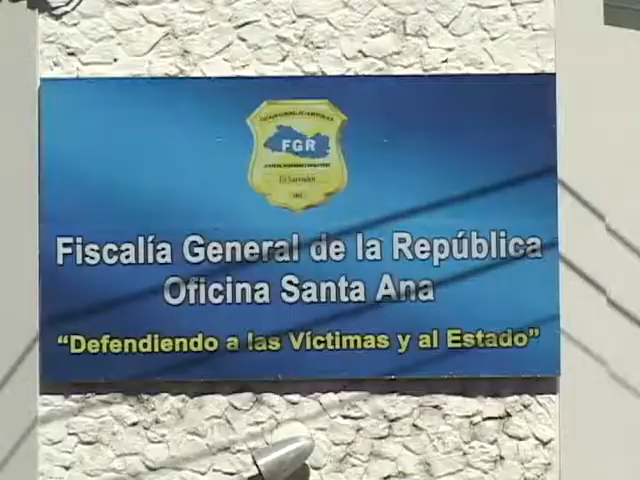 FGR
El Salvador
Fiscalía General de la República
Oficina Santa Ana
“Defendiendo a las Víctimas y al Estado”